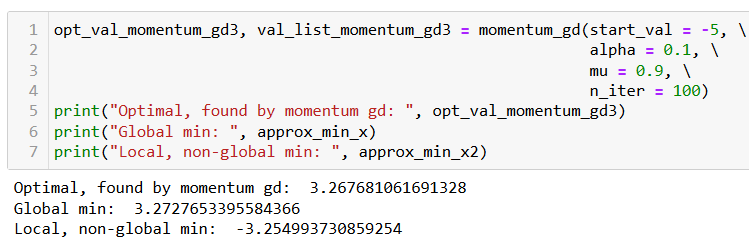 1 opt_val_momentum_gd3, val_list_momentum_gd3 = momentum_gd(start_val = -5, \
2 alpha = 0.1, \
3 mu = 0.9, \
4 n_iter = 100)
5 print("Optimal, found by momentum gd: ", opt_val_momentum_gd3)
6 print("Global min: ", approx_min_x)
7 print("Local, non-global min: ", approx_min_x2)
Optimal, found by momentum gd:  3.267681061691328
Global min:  3.2727653395584366
Local, non-global min:  -3.254993730859254